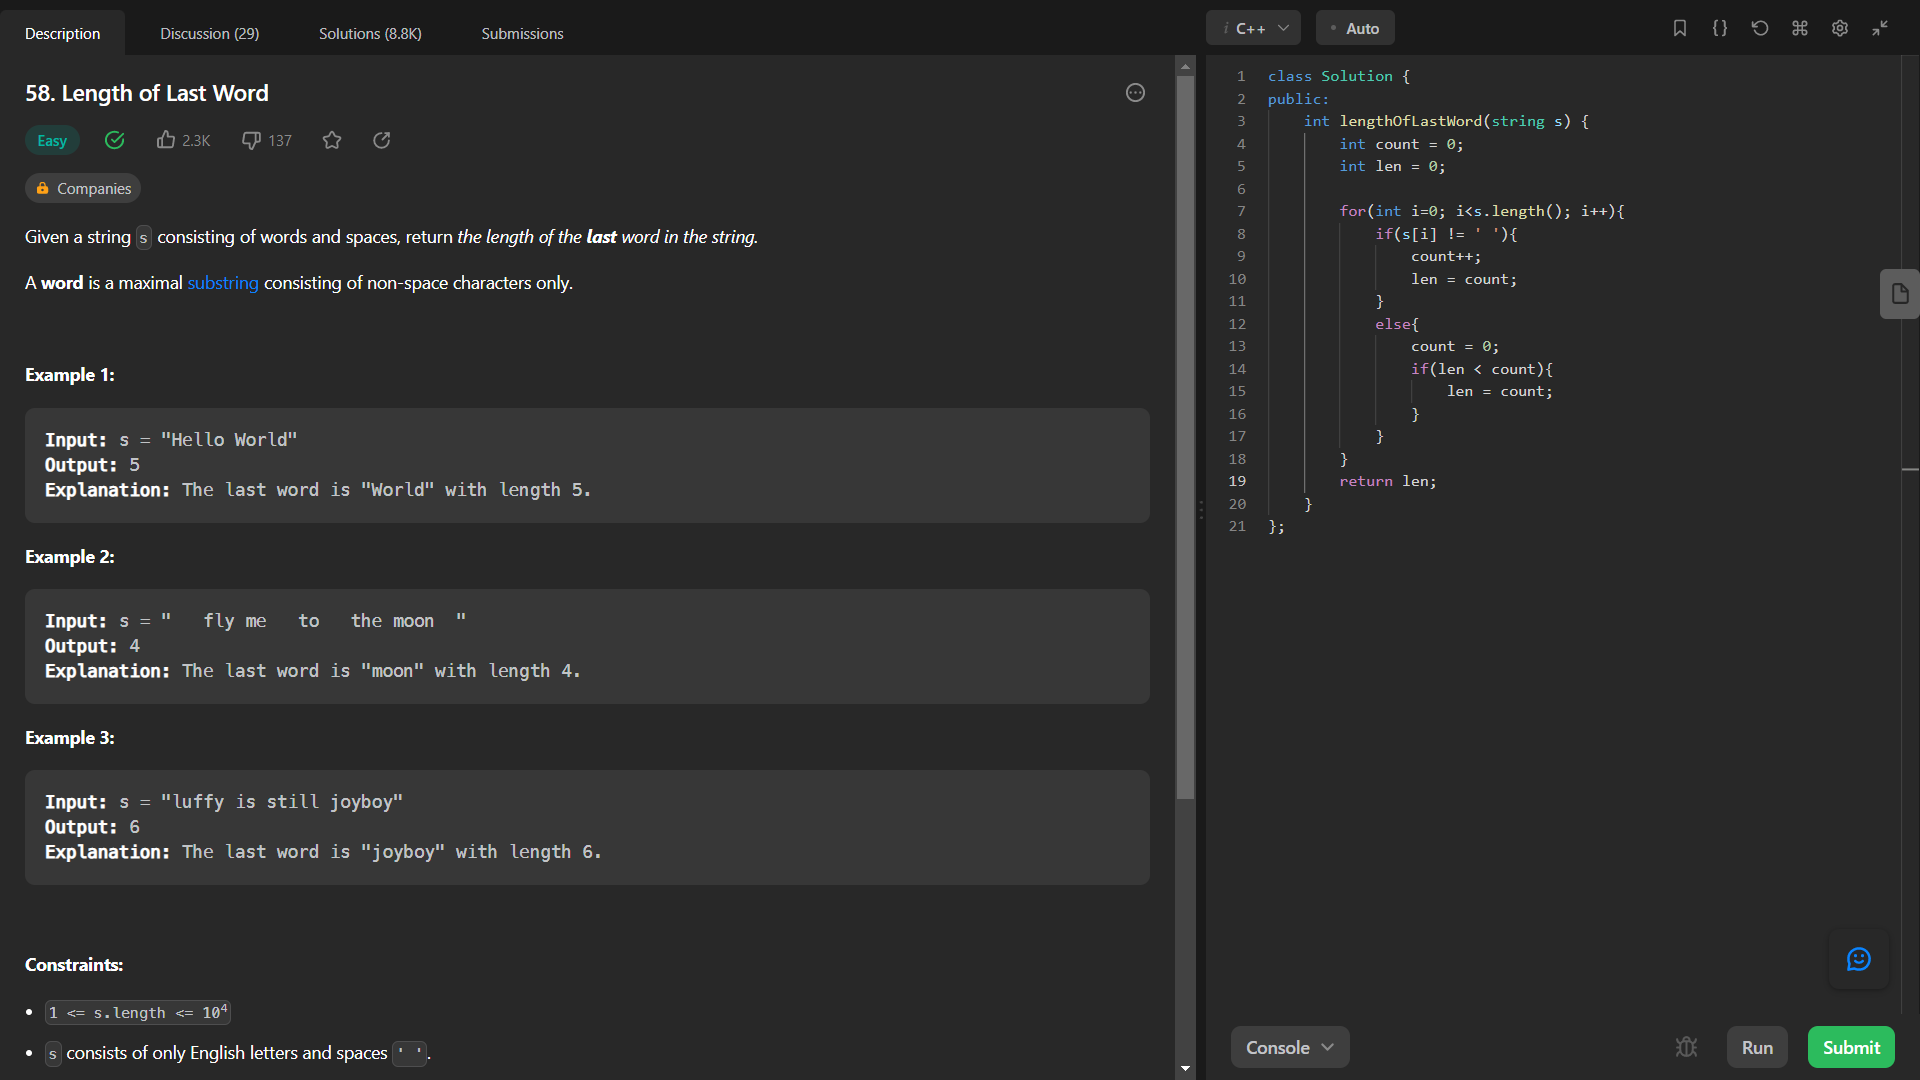 Description Discussion (29) Solutions (8.8K) Submissions
58. Length of Last Word
Easy 2.3K 137
Companies
Given a string s consisting of words and spaces, return the length of the last word in the string.
A word is a maximal substring consisting of non-space characters only.
Example 1:
Input: s = "Hello World"
Output: 5
Explanation: The last word is "World" with length 5.
Example 2:
Input: s = "   fly me   to   the moon  "
Output: 4
Explanation: The last word is "moon" with length 4.
Example 3:
Input: s = "luffy is still joyboy"
Output: 6
Explanation: The last word is "joyboy" with length 6.
Constraints:
• 1 <= s.length <= 10⁴
• s consists of only English letters and spaces ' '.
i C++ • Auto {}
1 class Solution {
2 public:
3     int lengthOfLastWord(string s) {
4         int count = 0;
5         int len = 0;
6
7         for(int i=0; i<s.length(); i++){
8             if(s[i] != ' '){
9                 count++;
10                 len = count;
11             }
12             else{
13                 count = 0;
14                 if(len < count){
15                     len = count;
16                 }
17             }
18         }
19         return len;
20     }
21 };
Console Run Submit